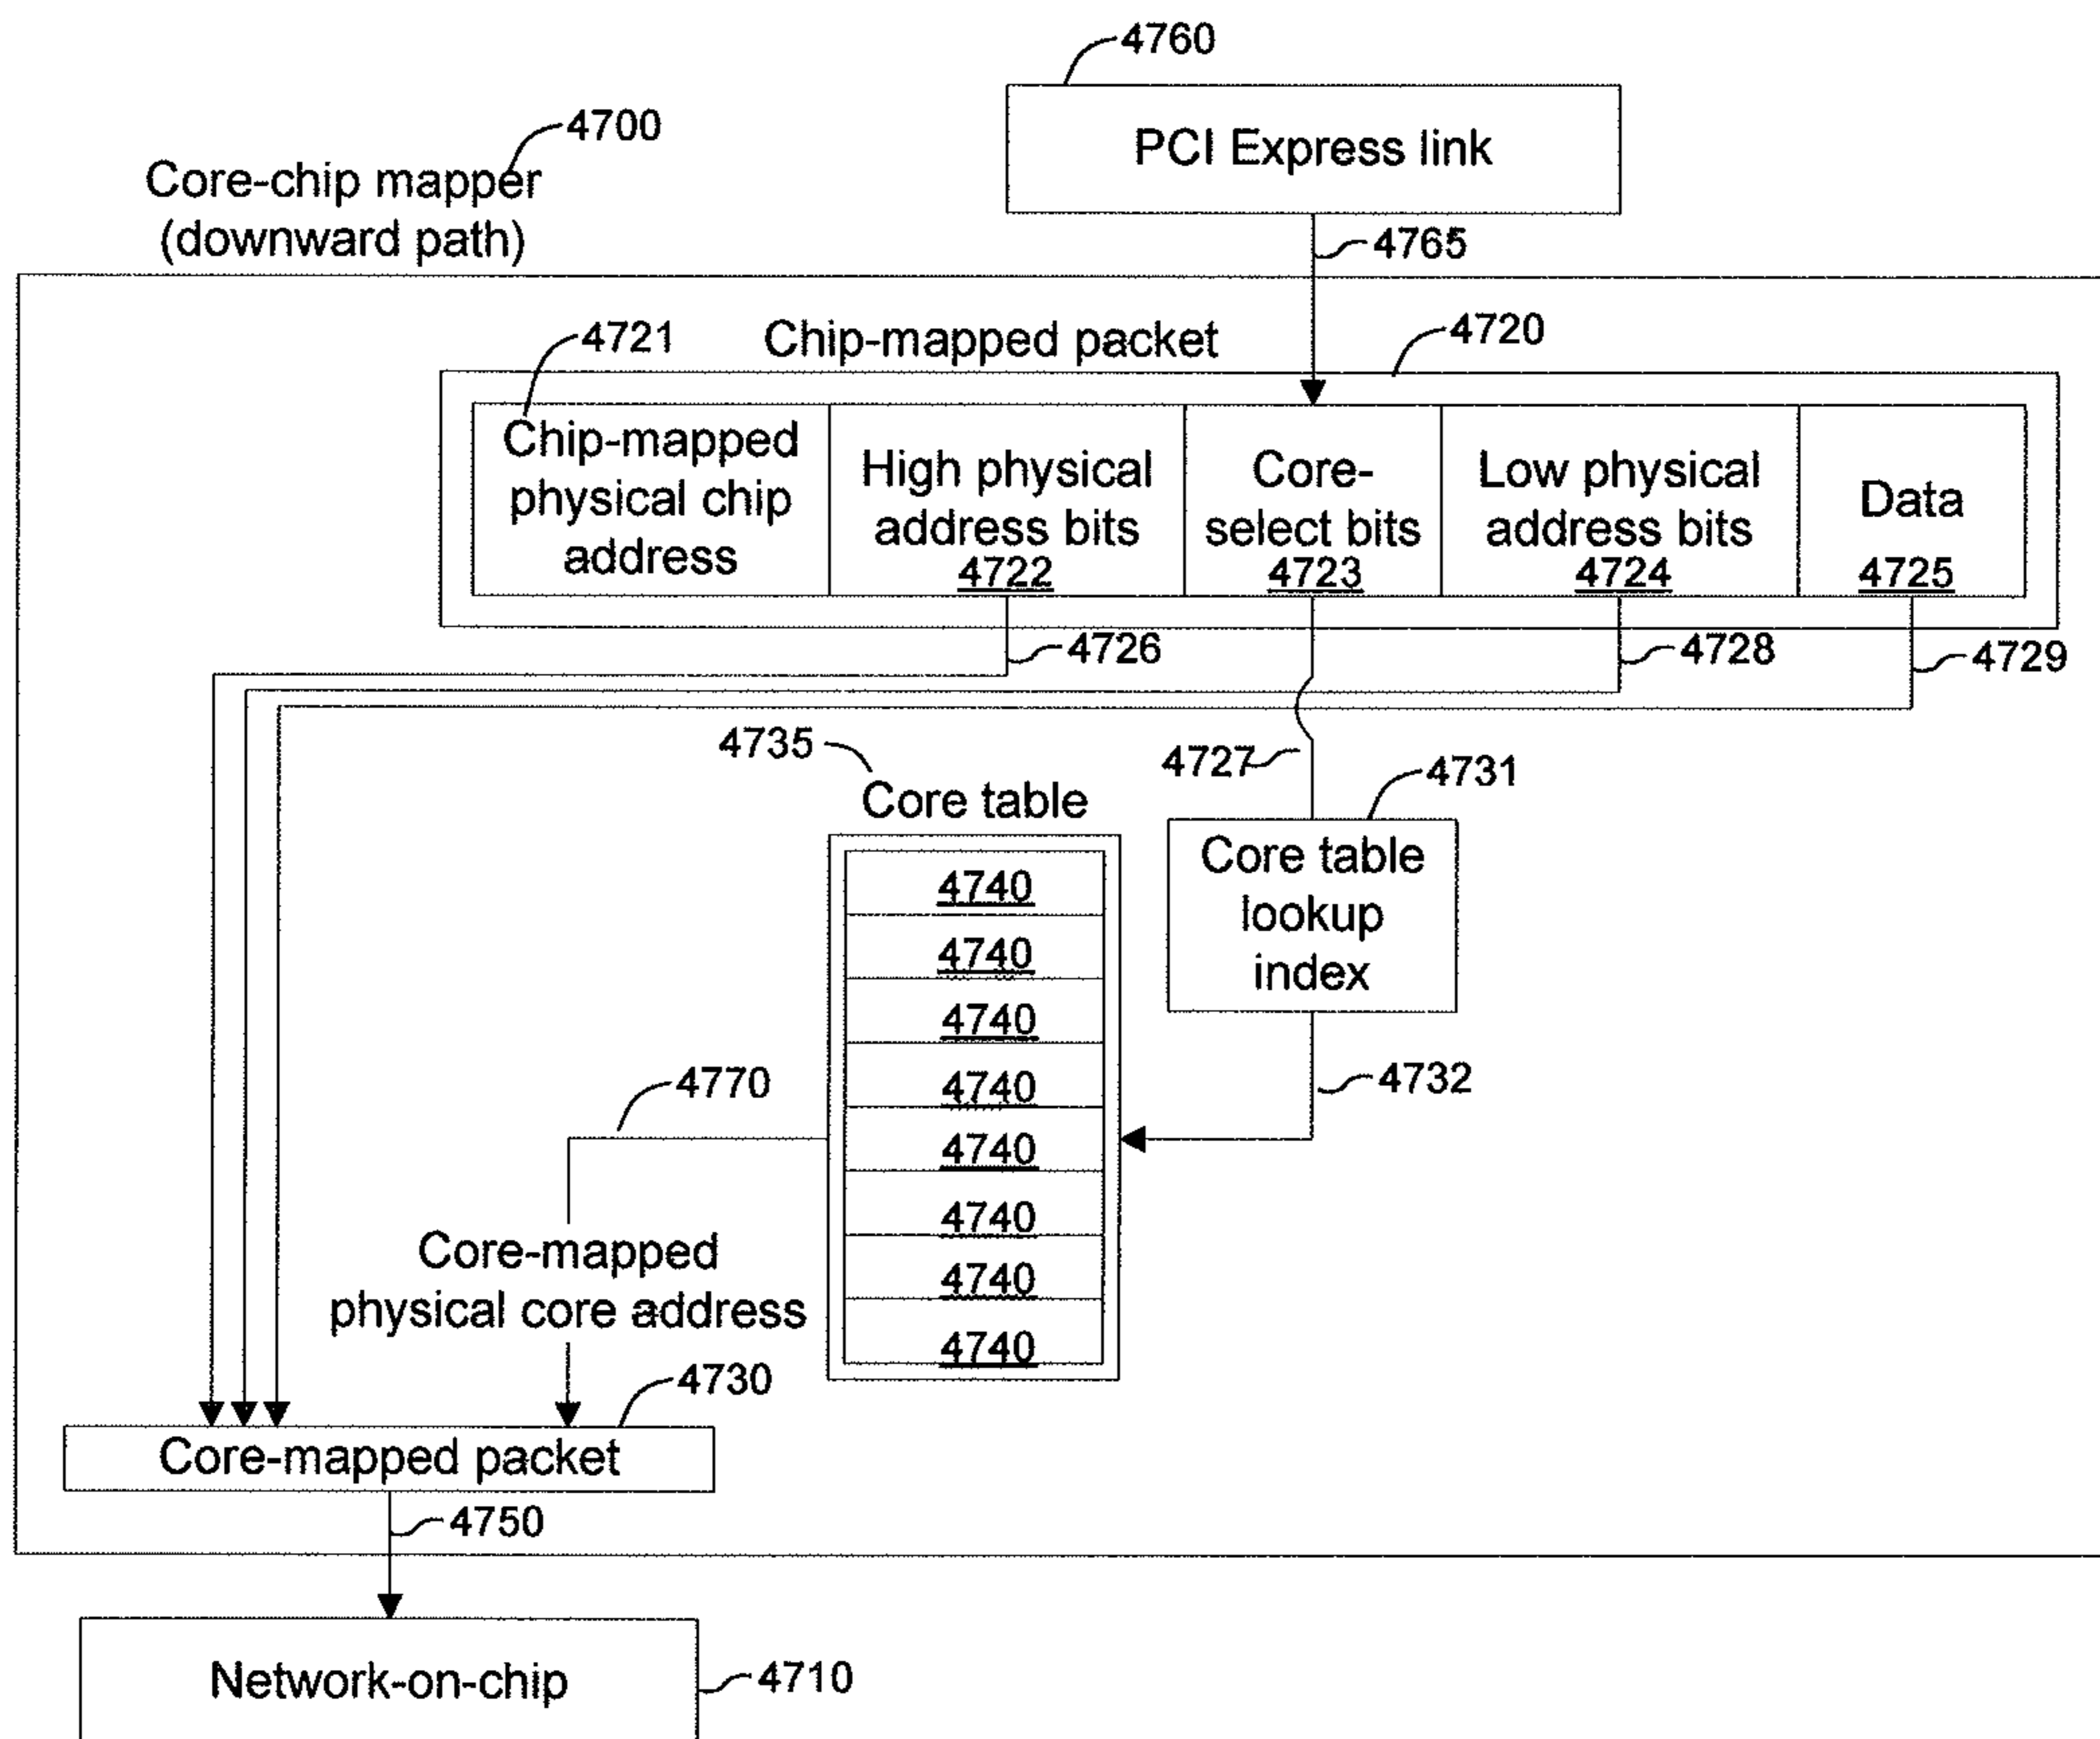 4760
PCI Express link
4700
Core-chip mapper
(downward path)
4765
4721
Chip-mapped packet
4720
Chip-mapped
physical chip
address
High physical
address bits
4722
Core-
select bits
4723
Low physical
address bits
4724
Data
4725
4726
4728
4729
4735
4727
4731
Core table
Core table
lookup
index
4740
4740
4740
4740
4740
4740
4740
4740
4732
4770
Core-mapped
physical core address
4730
Core-mapped packet
4750
Network-on-chip
4710